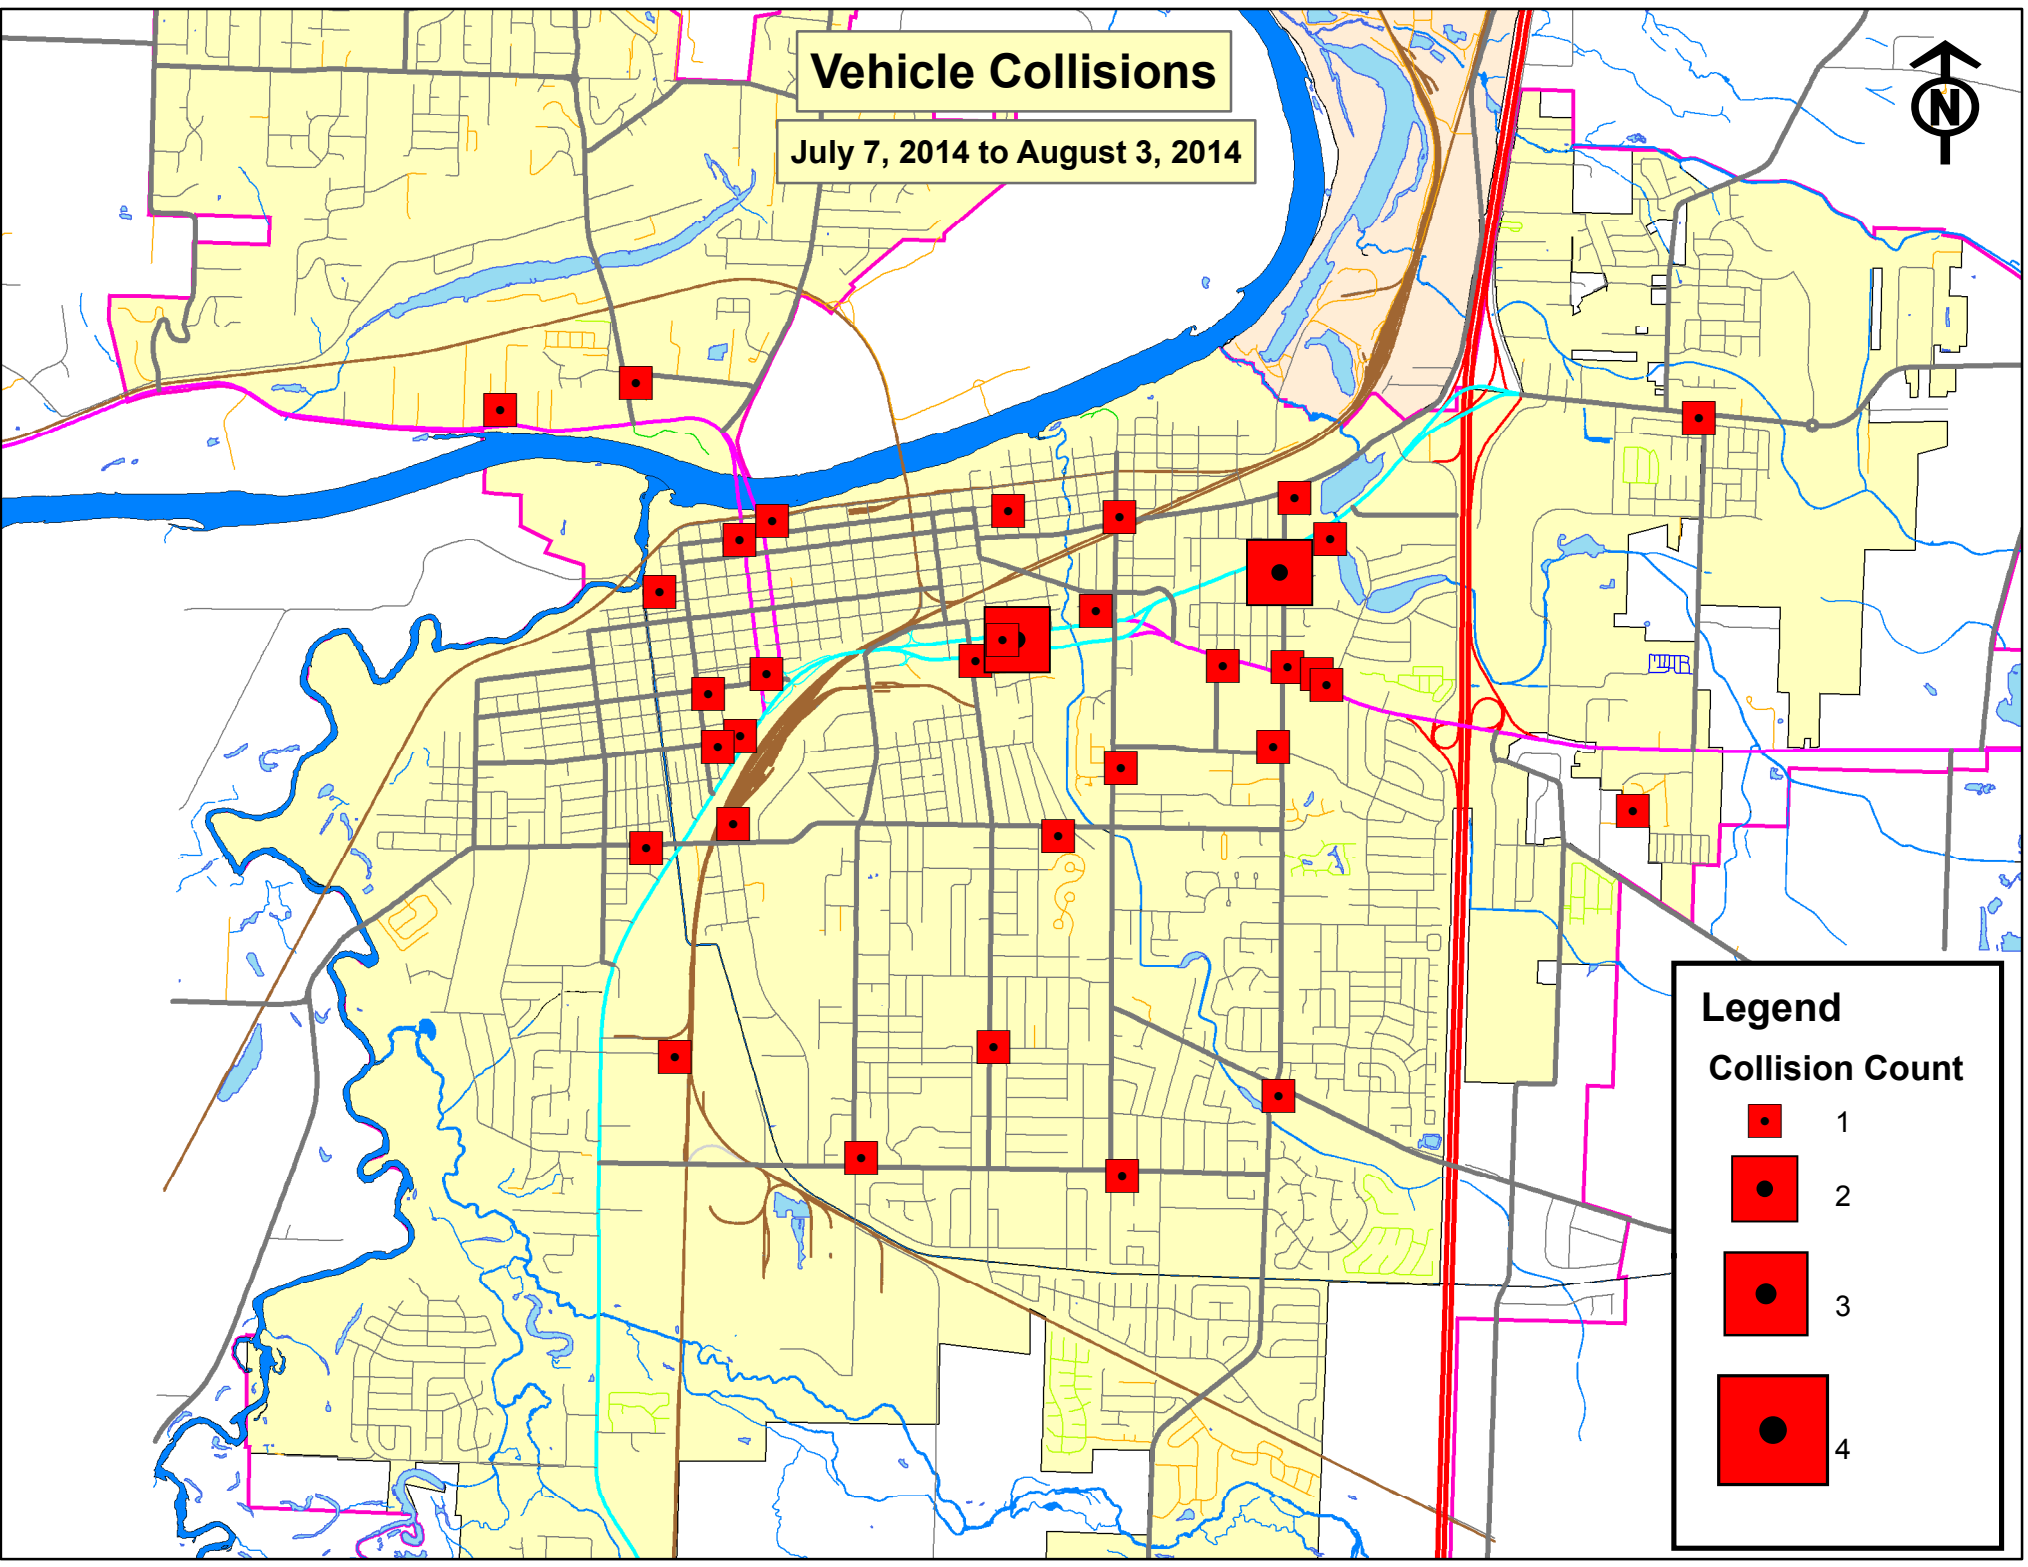 Vehicle Collisions
July 7, 2014 to August 3, 2014
N
Legend
Collision Count
1
2
3
4